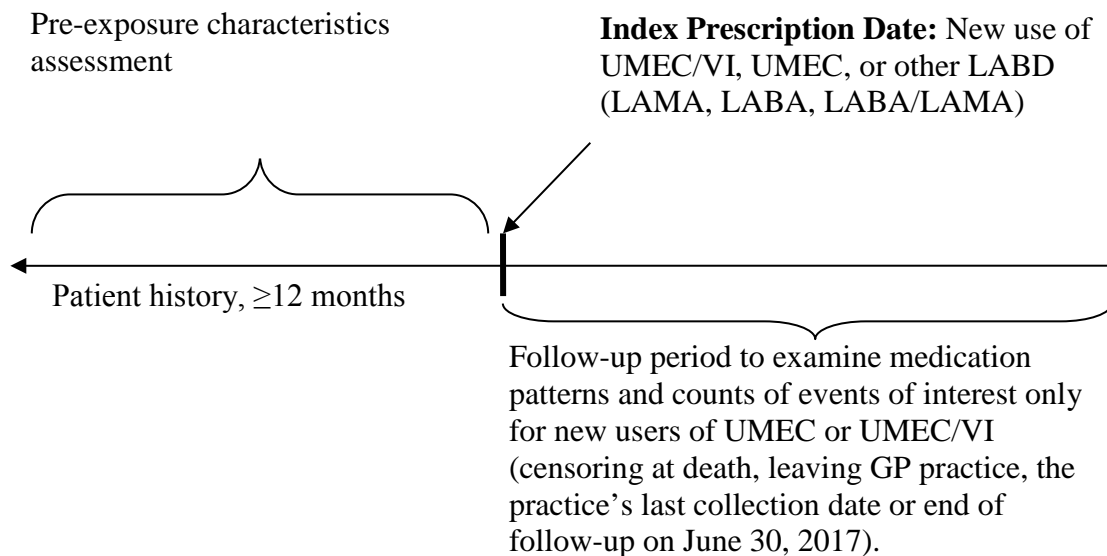 Pre-exposure characteristics
assessment
Index Prescription Date: New use of
UMEC/VI, UMEC, or other LABD
(LAMA, LABA, LABA/LAMA)
Patient history, ≥12 months
Follow-up period to examine medication
patterns and counts of events of interest only
for new users of UMEC or UMEC/VI
(censoring at death, leaving GP practice, the
practice’s last collection date or end of
follow-up on June 30, 2017).